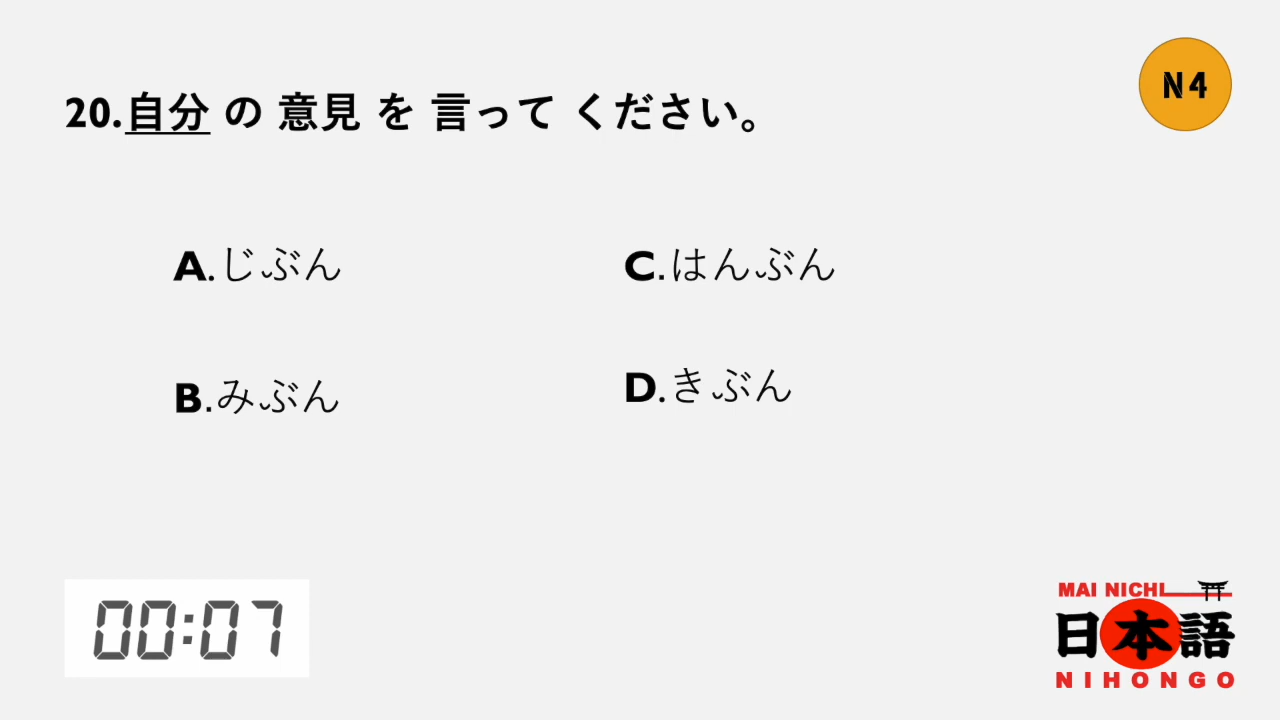 N4
20.自分 の 意見 を 言って ください。
A.じぶん
C.はんぶん
B.みぶん
D.きぶん
00:07
MAI NICHI
日本語
NIHONGO